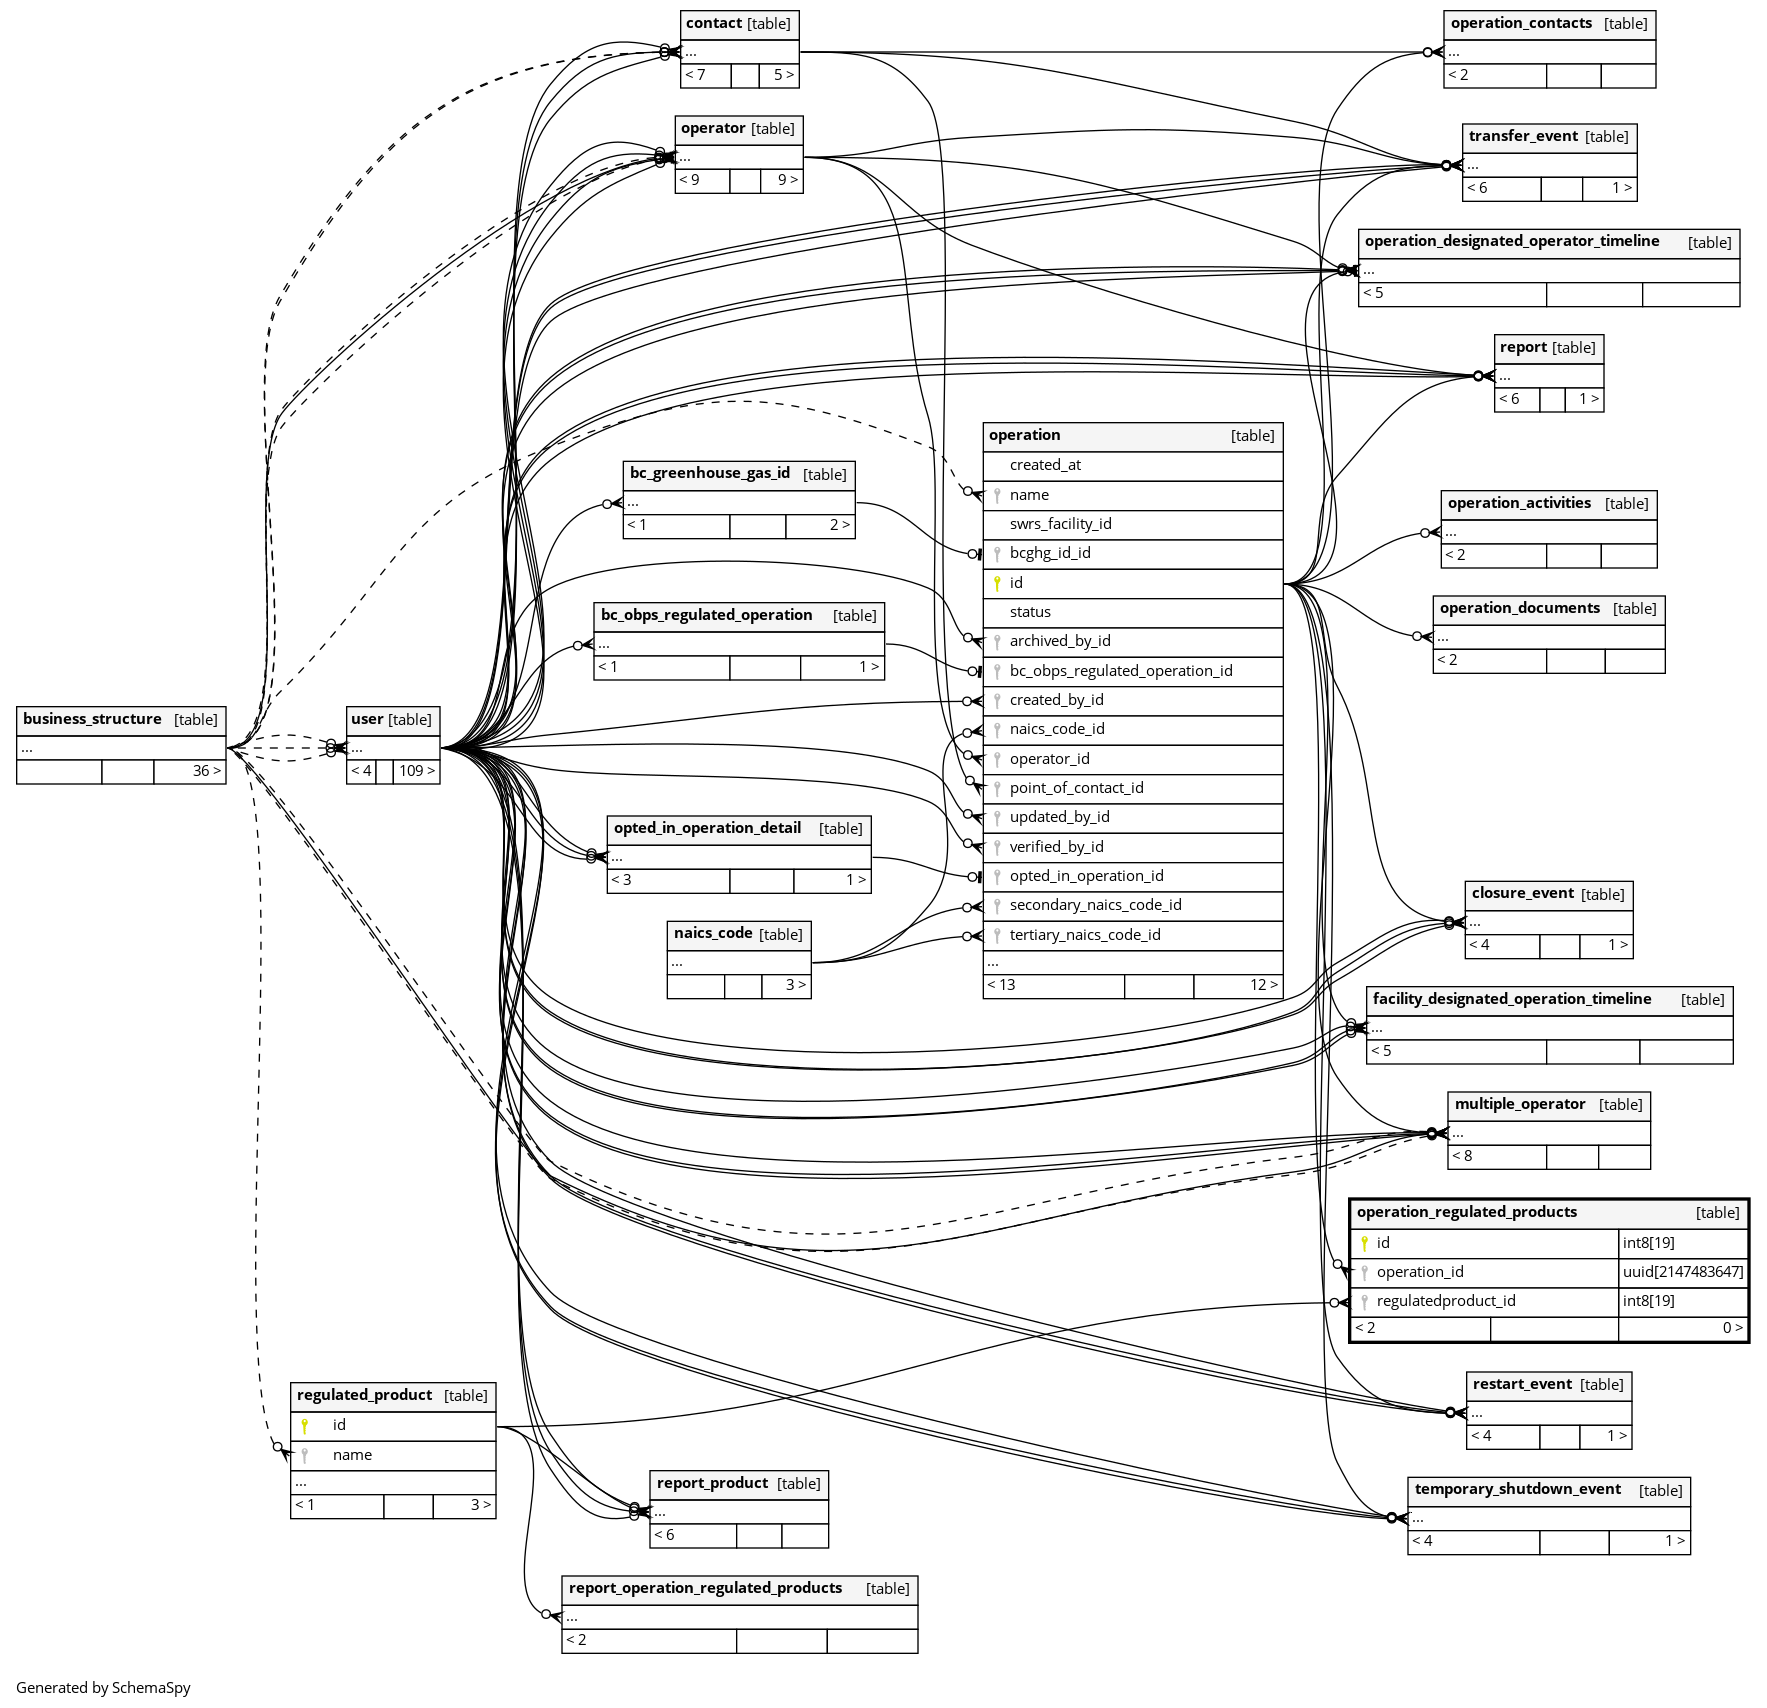 contact [table]
...
< 7 5 >
operation_contacts [table]
...
< 2
operator [table]
...
< 9 9 >
transfer_event [table]
...
< 6 1 >
operation_designated_operator_timeline [table]
...
< 5
report [table]
...
< 6 1 >
operation [table]
created_at
name
swrs_facility_id
bcghg_id_id
id
status
archived_by_id
bc_obps_regulated_operation_id
created_by_id
naics_code_id
operator_id
point_of_contact_id
updated_by_id
verified_by_id
opted_in_operation_id
secondary_naics_code_id
tertiary_naics_code_id
...
< 13 12 >
bc_greenhouse_gas_id [table]
...
< 1 2 >
operation_activities [table]
...
< 2
bc_obps_regulated_operation [table]
...
< 1 1 >
operation_documents [table]
...
< 2
business_structure [table]
...
36 >
user [table]
...
< 4 109 >
opted_in_operation_detail [table]
...
< 3 1 >
naics_code [table]
...
3 >
closure_event [table]
...
< 4 1 >
facility_designated_operation_timeline [table]
...
< 5
multiple_operator [table]
...
< 8
operation_regulated_products [table]
id int8[19]
operation_id uuid[2147483647]
regulatedproduct_id int8[19]
< 2 0 >
regulated_product [table]
id
name
...
< 1 3 >
restart_event [table]
...
< 4 1 >
report_product [table]
...
< 6
temporary_shutdown_event [table]
...
< 4 1 >
report_operation_regulated_products [table]
...
< 2
Generated by SchemaSpy